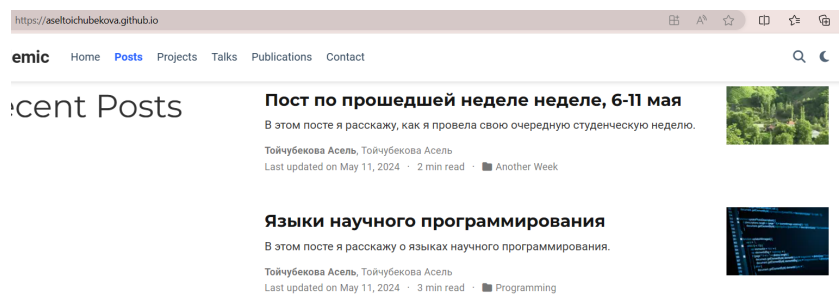 https://aseltoichubekova.github.io
emic Home Posts Projects Talks Publications Contact
ecent Posts
Пост по прошедшей неделе неделе, 6-11 мая
В этом посте я расскажу, как я провела свою очередную студенческую неделю.
Тойчубекова Асель, Тойчубекова Асель
Last updated on May 11, 2024 · 2 min read · Another Week
Языки научного программирования
В этом посте я расскажу о языках научного программирования.
Тойчубекова Асель, Тойчубекова Асель
Last updated on May 11, 2024 · 3 min read · Programming